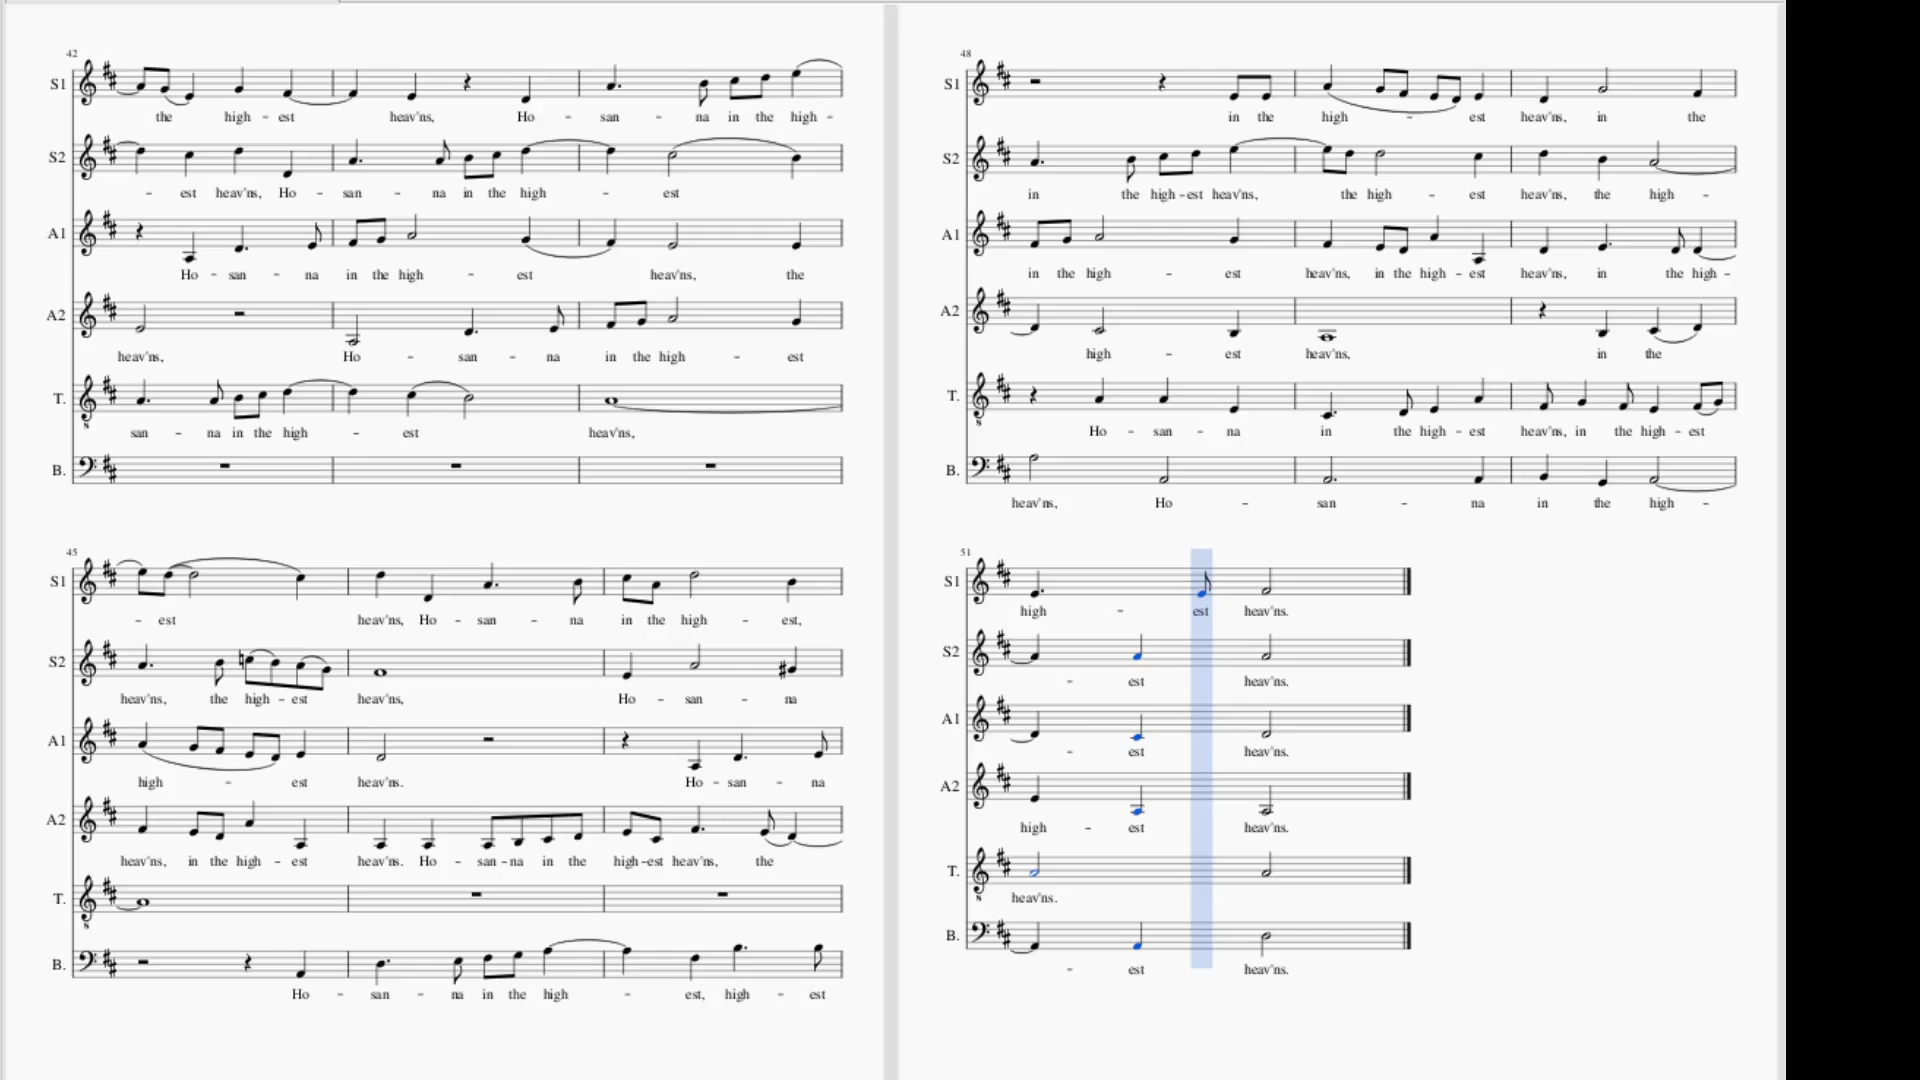 42
S1 the high - est heav'ns, Ho - san - na in the high -
S2 - est heav'ns, Ho - san - na in the high - est
A1 Ho - san - na in the high - est heav'ns, the
A2 heav'ns, Ho - san - na in the high - est
T. san - na in the high - est heav'ns,
B.
45
S1 - est heav'ns, Ho - san - na in the high - est,
S2 heav'ns, the high - est heav'ns, Ho - san - na
A1 high - est heav'ns. Ho - san - na
A2 heav'ns, in the high - est heav'ns. Ho - san - na in the high - est heav'ns, the
T.
B. Ho - san - na in the high - est, high - est
48
S1 in the high - est heav'ns, in the
S2 in the high - est heav'ns, the high - est heav'ns, the high -
A1 in the high - est heav'ns, in the high - est heav'ns, in the high -
A2 high - est heav'ns, in the
T. Ho - san - na in the high - est heav'ns, in the high - est
B. heav'ns, Ho - san - na in the high -
51
S1 high - est heav'ns.
S2 - est heav'ns.
A1 - est heav'ns.
A2 high - est heav'ns.
T. heav'ns.
B. - est heav'ns.